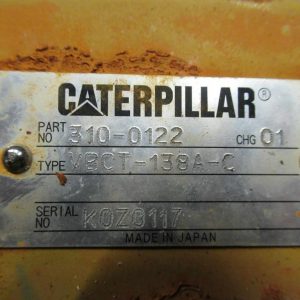 CATERPILLAR®
PART NO 310-0122 CHG 01
TYPE VBCT-138A-C
SERIAL NO K0Z8117
MADE IN JAPAN